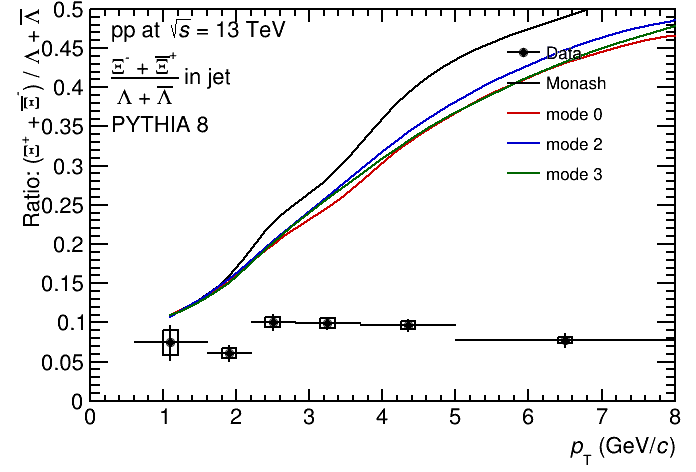 Ratio: (Ξ⁺ + Ξ̅⁻) / Λ + Λ̅
pp at √s = 13 TeV
Ξ⁻ + Ξ̅⁺
in jet
Λ + Λ̅
PYTHIA 8
Data
Monash
mode 0
mode 2
mode 3
0.5
0.45
0.4
0.35
0.3
0.25
0.2
0.15
0.1
0.05
0
0 1 2 3 4 5 6 7 8
p_T (GeV/c)